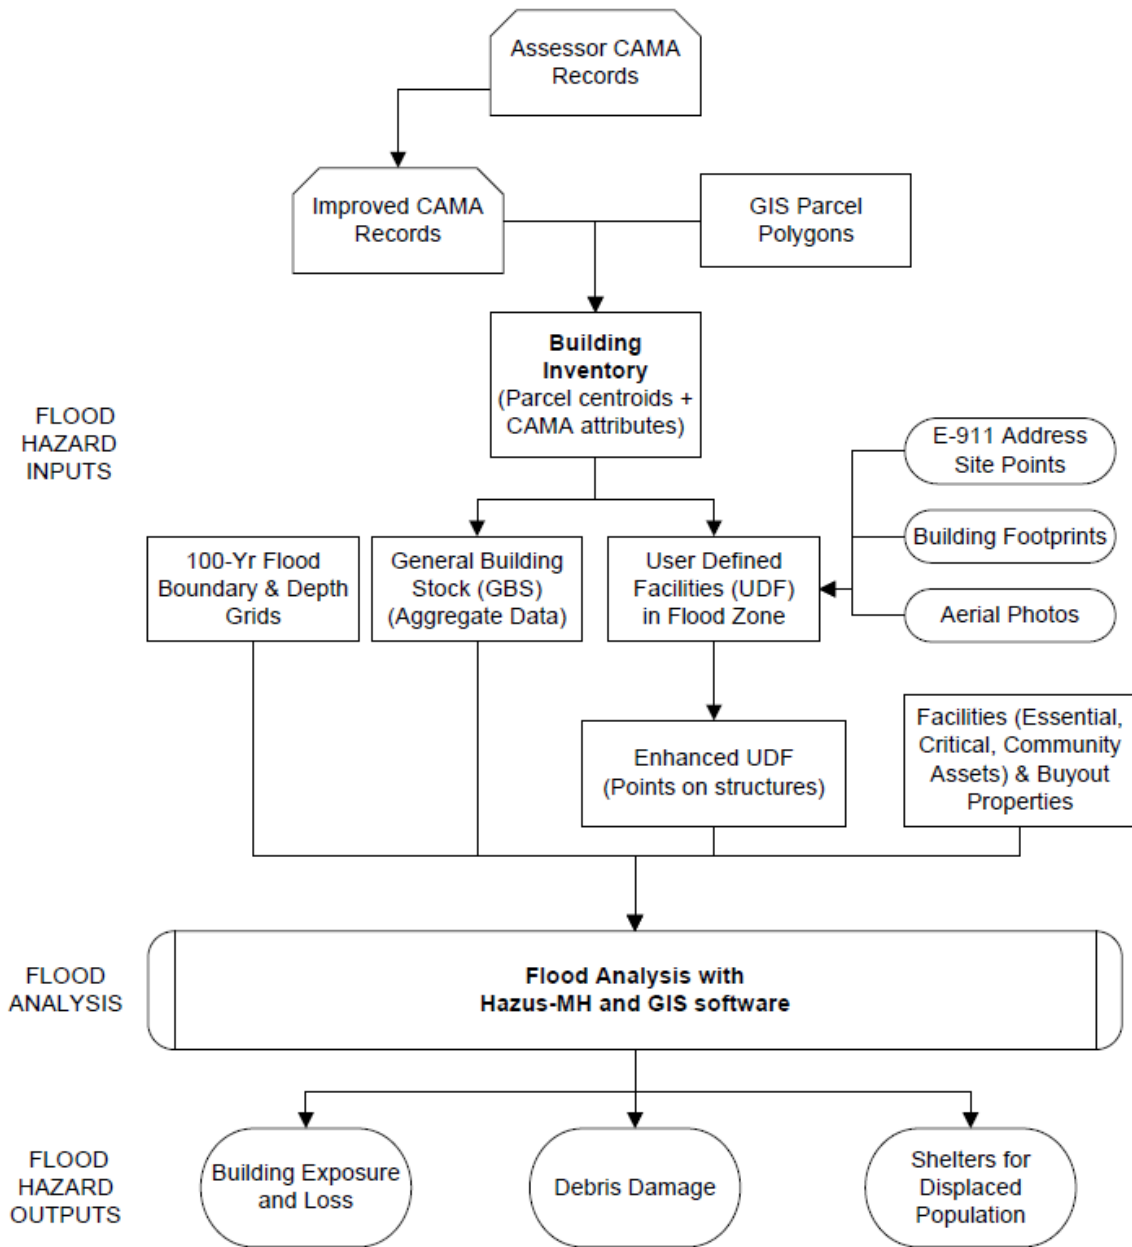 Assessor CAMA
Records
Improved CAMA
Records
GIS Parcel
Polygons
Building
Inventory
(Parcel centroids +
CAMA attributes)
FLOOD
HAZARD
INPUTS
E-911 Address
Site Points
Building Footprints
Aerial Photos
100-Yr Flood
Boundary & Depth
Grids
General Building
Stock (GBS)
(Aggregate Data)
User Defined
Facilities (UDF)
in Flood Zone
Enhanced UDF
(Points on structures)
Facilities (Essential,
Critical, Community
Assets) & Buyout
Properties
FLOOD
ANALYSIS
Flood Analysis with
Hazus-MH and GIS software
FLOOD
HAZARD
OUTPUTS
Building Exposure
and Loss
Debris Damage
Shelters for
Displaced
Population